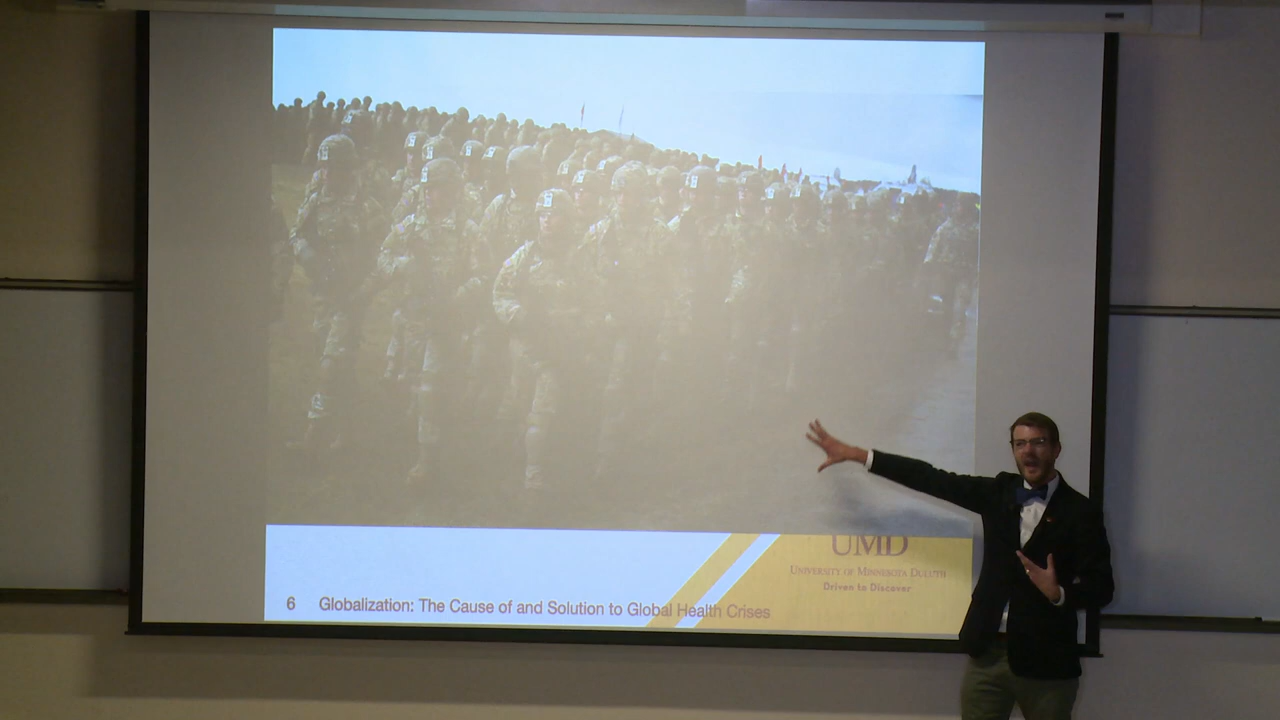 UMD
UNIVERSITY OF MINNESOTA DULUTH
Driven to Discover
6 Globalization: The Cause of and Solution to Global Health Crises